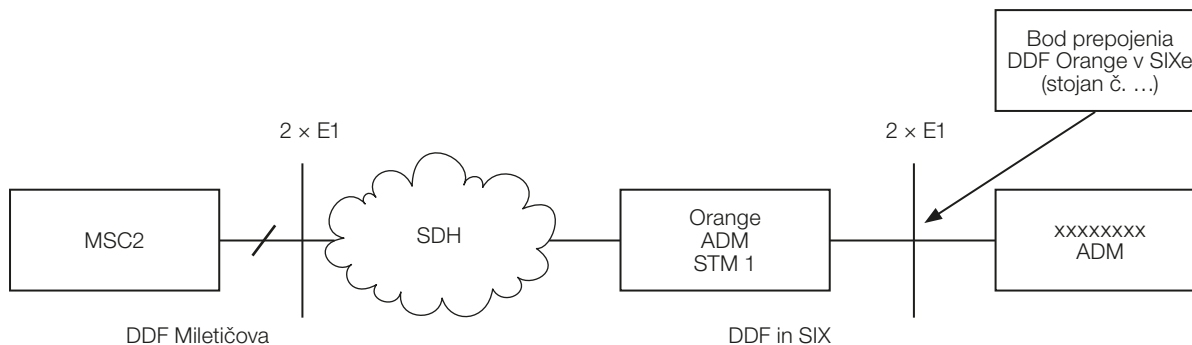 Bod prepojenia
DDF Orange v SIXe
(stojan č. …)
2 × E1
2 × E1
MSC2
SDH
Orange
ADM
STM 1
xxxxxxxx
ADM
DDF Miletičova
DDF in SIX